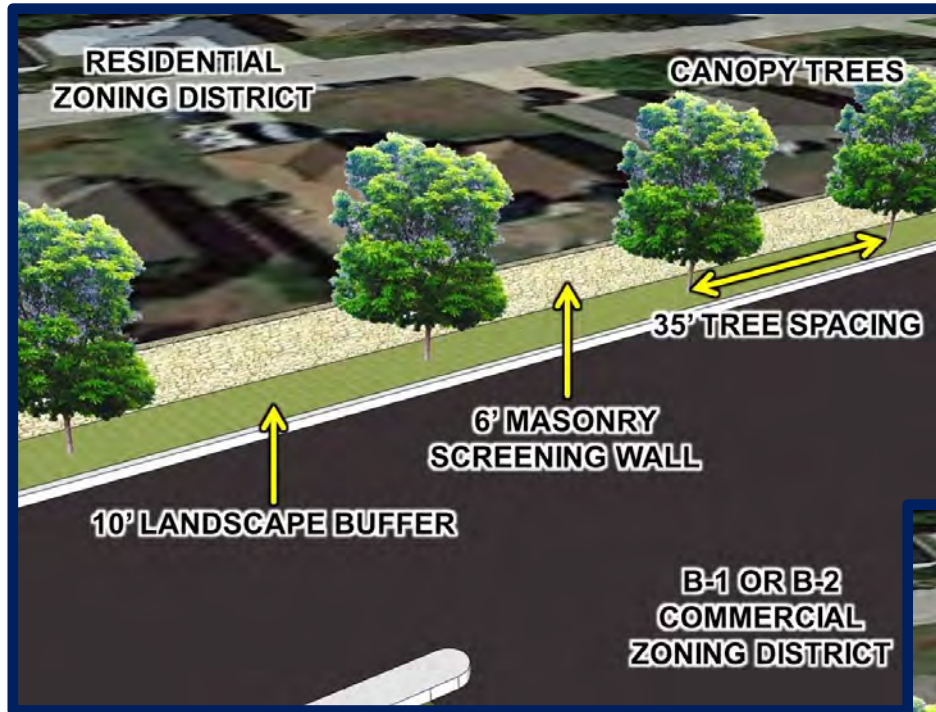 RESIDENTIAL
ZONING DISTRICT
CANOPY TREES
35' TREE SPACING
6' MASONRY
SCREENING WALL
10' LANDSCAPE BUFFER
B-1 OR B-2
COMMERCIAL
ZONING DISTRICT